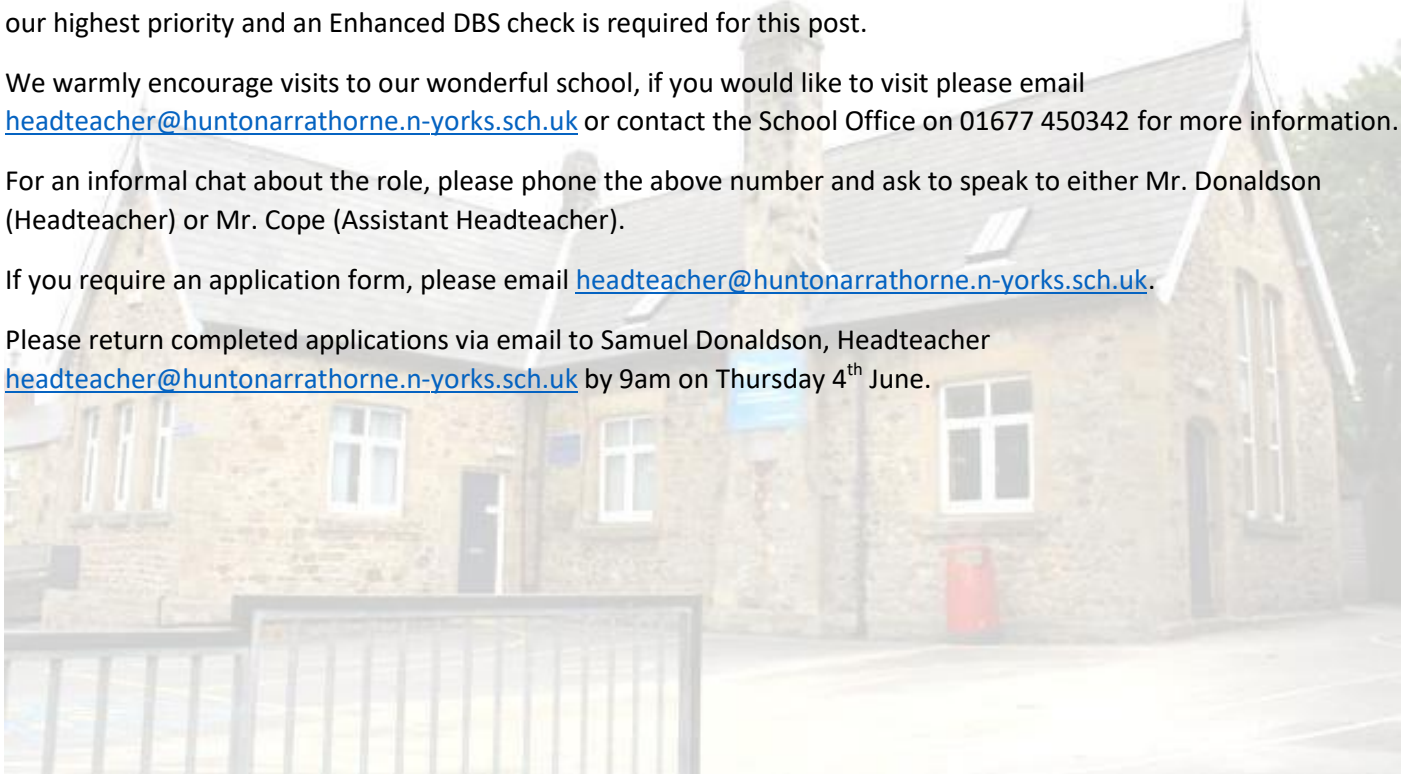 our highest priority and an Enhanced DBS check is required for this post.
We warmly encourage visits to our wonderful school, if you would like to visit please email
headteacher@huntonarrathorne.n-yorks.sch.uk or contact the School Office on 01677 450342 for more information.
For an informal chat about the role, please phone the above number and ask to speak to either Mr. Donaldson
(Headteacher) or Mr. Cope (Assistant Headteacher).
If you require an application form, please email headteacher@huntonarrathorne.n-yorks.sch.uk.
Please return completed applications via email to Samuel Donaldson, Headteacher
headteacher@huntonarrathorne.n-yorks.sch.uk by 9am on Thursday 4th June.